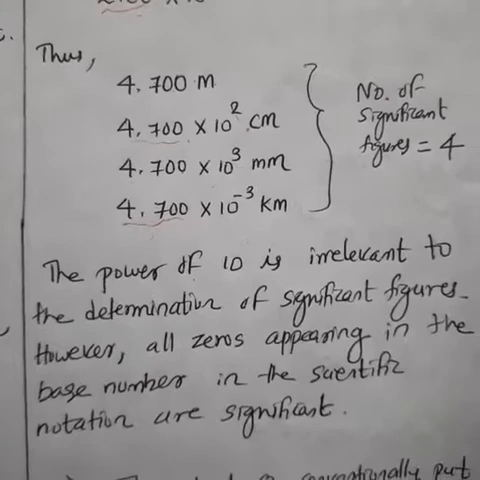 Thus,
4.700 m
4.700 × 10² cm
4.700 × 10³ mm
4.700 × 10⁻³ km
No. of
significant
figures = 4
The power of 10 is irrelevant to
the determination of significant figures.
However, all zeros appearing in the
base number in the scientific
notation are significant.
conventionally put